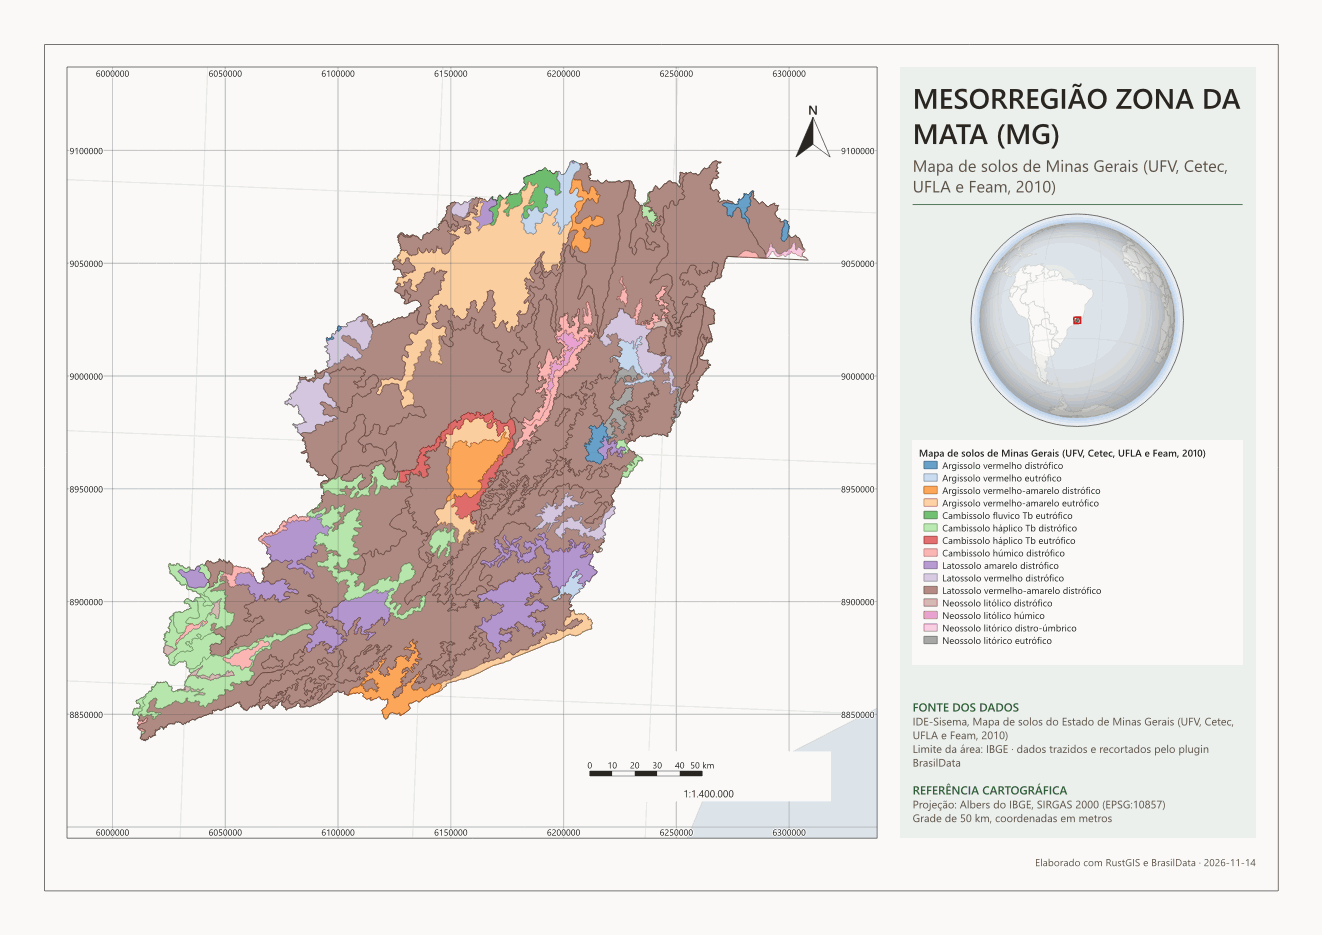 6000000 6050000 6100000 6150000 6200000 6250000 6300000
N
9100000 9100000
9050000 9050000
9000000 9000000
8950000 8950000
8900000 8900000
8850000 8850000
0 10 20 30 40 50 km
1:1.400.000
6000000 6050000 6100000 6150000 6200000 6250000 6300000
MESORREGIÃO ZONA DA
MATA (MG)
Mapa de solos de Minas Gerais (UFV, Cetec,
UFLA e Feam, 2010)
Mapa de solos de Minas Gerais (UFV, Cetec, UFLA e Feam, 2010)
Argissolo vermelho distrófico
Argissolo vermelho eutrófico
Argissolo vermelho-amarelo distrófico
Argissolo vermelho-amarelo eutrófico
Cambissolo fluvico Tb eutrófico
Cambissolo háplico Tb distrófico
Cambissolo háplico Tb eutrófico
Cambissolo húmico distrófico
Latossolo amarelo distrófico
Latossolo vermelho distrófico
Latossolo vermelho-amarelo distrófico
Neossolo litólico distrófico
Neossolo litólico húmico
Neossolo litórico distro-úmbrico
Neossolo litórico eutrófico
FONTE DOS DADOS
IDE-Sisema, Mapa de solos do Estado de Minas Gerais (UFV, Cetec,
UFLA e Feam, 2010)
Limite da área: IBGE · dados trazidos e recortados pelo plugin
BrasilData
REFERÊNCIA CARTOGRÁFICA
Projeção: Albers do IBGE, SIRGAS 2000 (EPSG:10857)
Grade de 50 km, coordenadas em metros
Elaborado com RustGIS e BrasilData · 2026-11-14